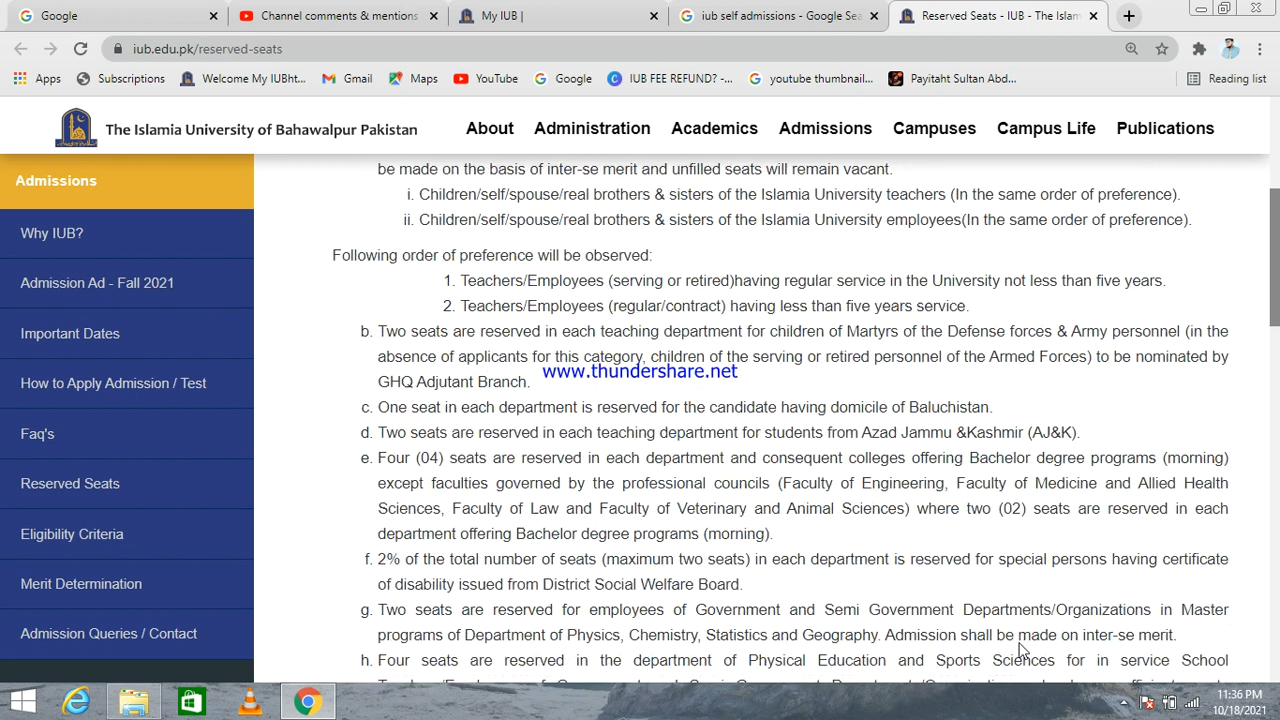 Google
Channel comments & mentions
My IUB |
iub self admissions - Google Sea
Reserved Seats - IUB - The Islam
iub.edu.pk/reserved-seats
Apps
Subscriptions
Welcome My IUBht...
Gmail
Maps
YouTube
Google
IUB FEE REFUND? -...
youtube thumbnail...
Payitaht Sultan Abd...
Reading list
The Islamia University of Bahawalpur Pakistan
About
Administration
Academics
Admissions
Campuses
Campus Life
Publications
Admissions
Why IUB?
Admission Ad - Fall 2021
Important Dates
How to Apply Admission / Test
Faq's
Reserved Seats
Eligibility Criteria
Merit Determination
Admission Queries / Contact
be made on the basis of inter-se merit and unfilled seats will remain vacant.
i. Children/self/spouse/real brothers & sisters of the Islamia University teachers (In the same order of preference).
ii. Children/self/spouse/real brothers & sisters of the Islamia University employees(In the same order of preference).
Following order of preference will be observed:
1. Teachers/Employees (serving or retired)having regular service in the University not less than five years.
2. Teachers/Employees (regular/contract) having less than five years service.
b. Two seats are reserved in each teaching department for children of Martyrs of the Defense forces & Army personnel (in the
absence of applicants for this category, children of the serving or retired personnel of the Armed Forces) to be nominated by
www.thundershare.net
GHQ Adjutant Branch.
c. One seat in each department is reserved for the candidate having domicile of Baluchistan.
d. Two seats are reserved in each teaching department for students from Azad Jammu &Kashmir (AJ&K).
e. Four (04) seats are reserved in each department and consequent colleges offering Bachelor degree programs (morning)
except faculties governed by the professional councils (Faculty of Engineering, Faculty of Medicine and Allied Health
Sciences, Faculty of Law and Faculty of Veterinary and Animal Sciences) where two (02) seats are reserved in each
department offering Bachelor degree programs (morning).
f. 2% of the total number of seats (maximum two seats) in each department is reserved for special persons having certificate
of disability issued from District Social Welfare Board.
g. Two seats are reserved for employees of Government and Semi Government Departments/Organizations in Master
programs of Department of Physics, Chemistry, Statistics and Geography. Admission shall be made on inter-se merit.
h. Four seats are reserved in the department of Physical Education and Sports Sciences for in service School
11:36 PM
10/18/2021